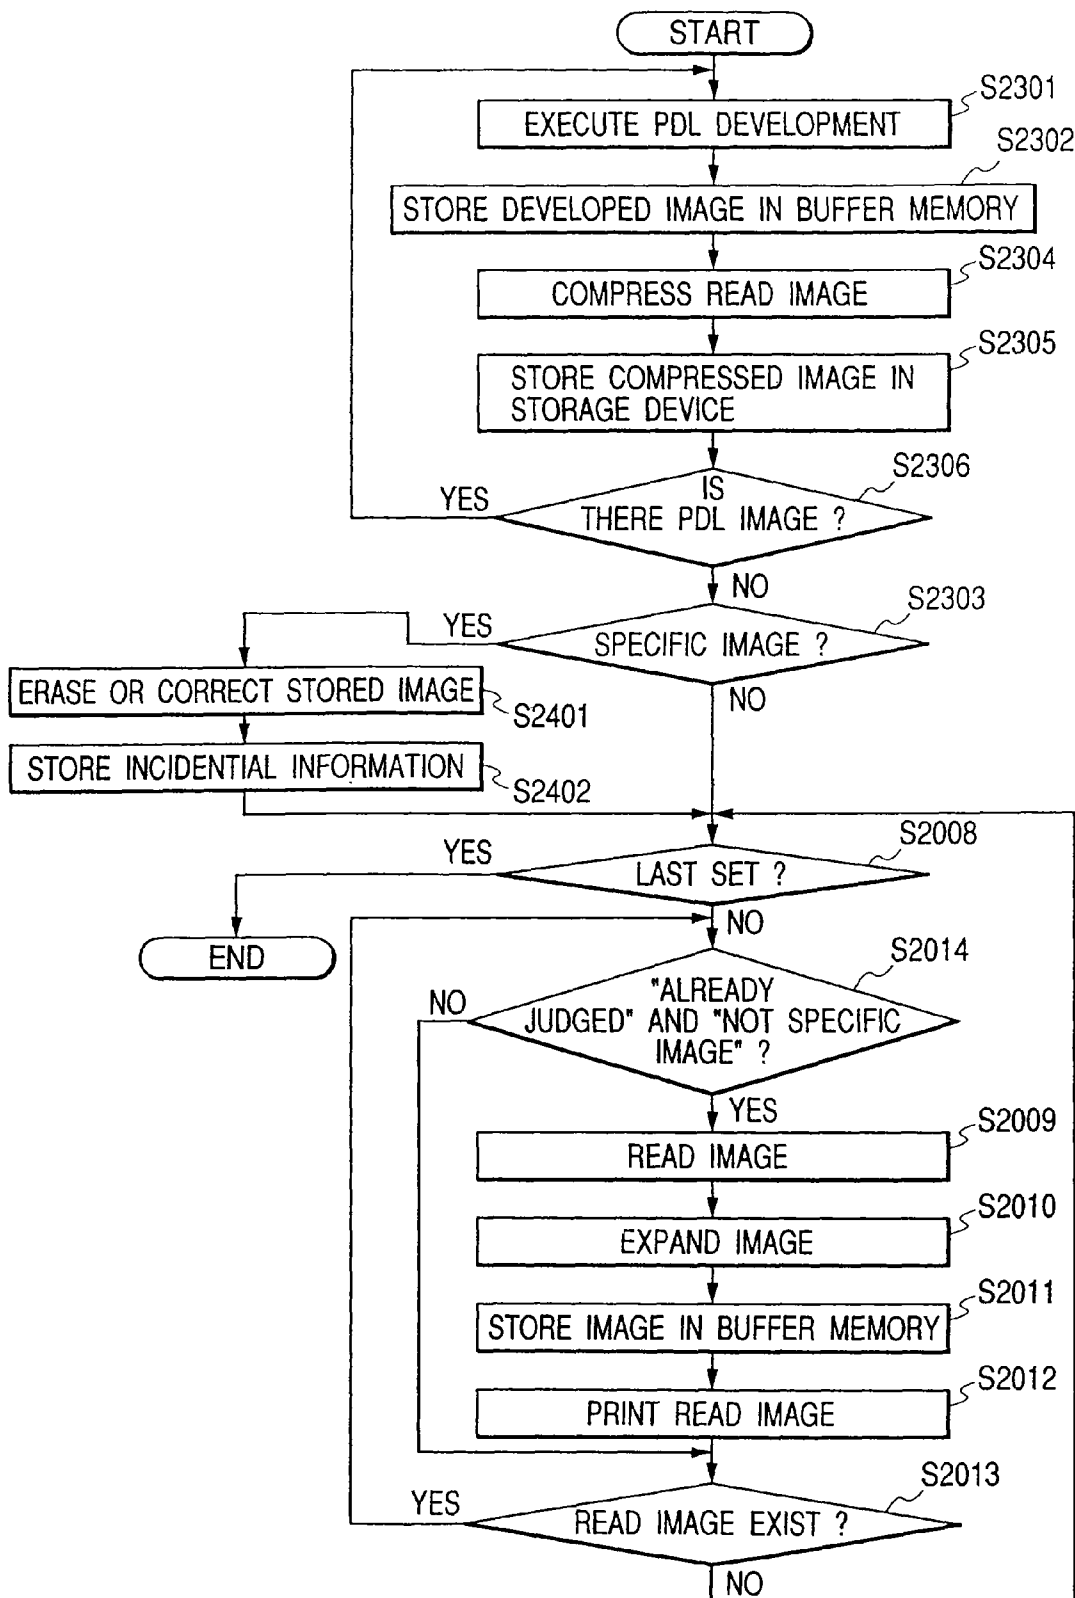 START
S2301
EXECUTE PDL DEVELOPMENT
S2302
STORE DEVELOPED IMAGE IN BUFFER MEMORY
S2304
COMPRESS READ IMAGE
S2305
STORE COMPRESSED IMAGE IN
STORAGE DEVICE
S2306
YES
IS
THERE PDL IMAGE ?
NO
S2303
YES
SPECIFIC IMAGE ?
NO
ERASE OR CORRECT STORED IMAGE
S2401
STORE INCIDENTIAL INFORMATION
S2402
S2008
YES
LAST SET ?
NO
END
S2014
NO
"ALREADY
JUDGED" AND "NOT SPECIFIC
IMAGE" ?
YES
S2009
READ IMAGE
S2010
EXPAND IMAGE
S2011
STORE IMAGE IN BUFFER MEMORY
S2012
PRINT READ IMAGE
S2013
YES
READ IMAGE EXIST ?
NO